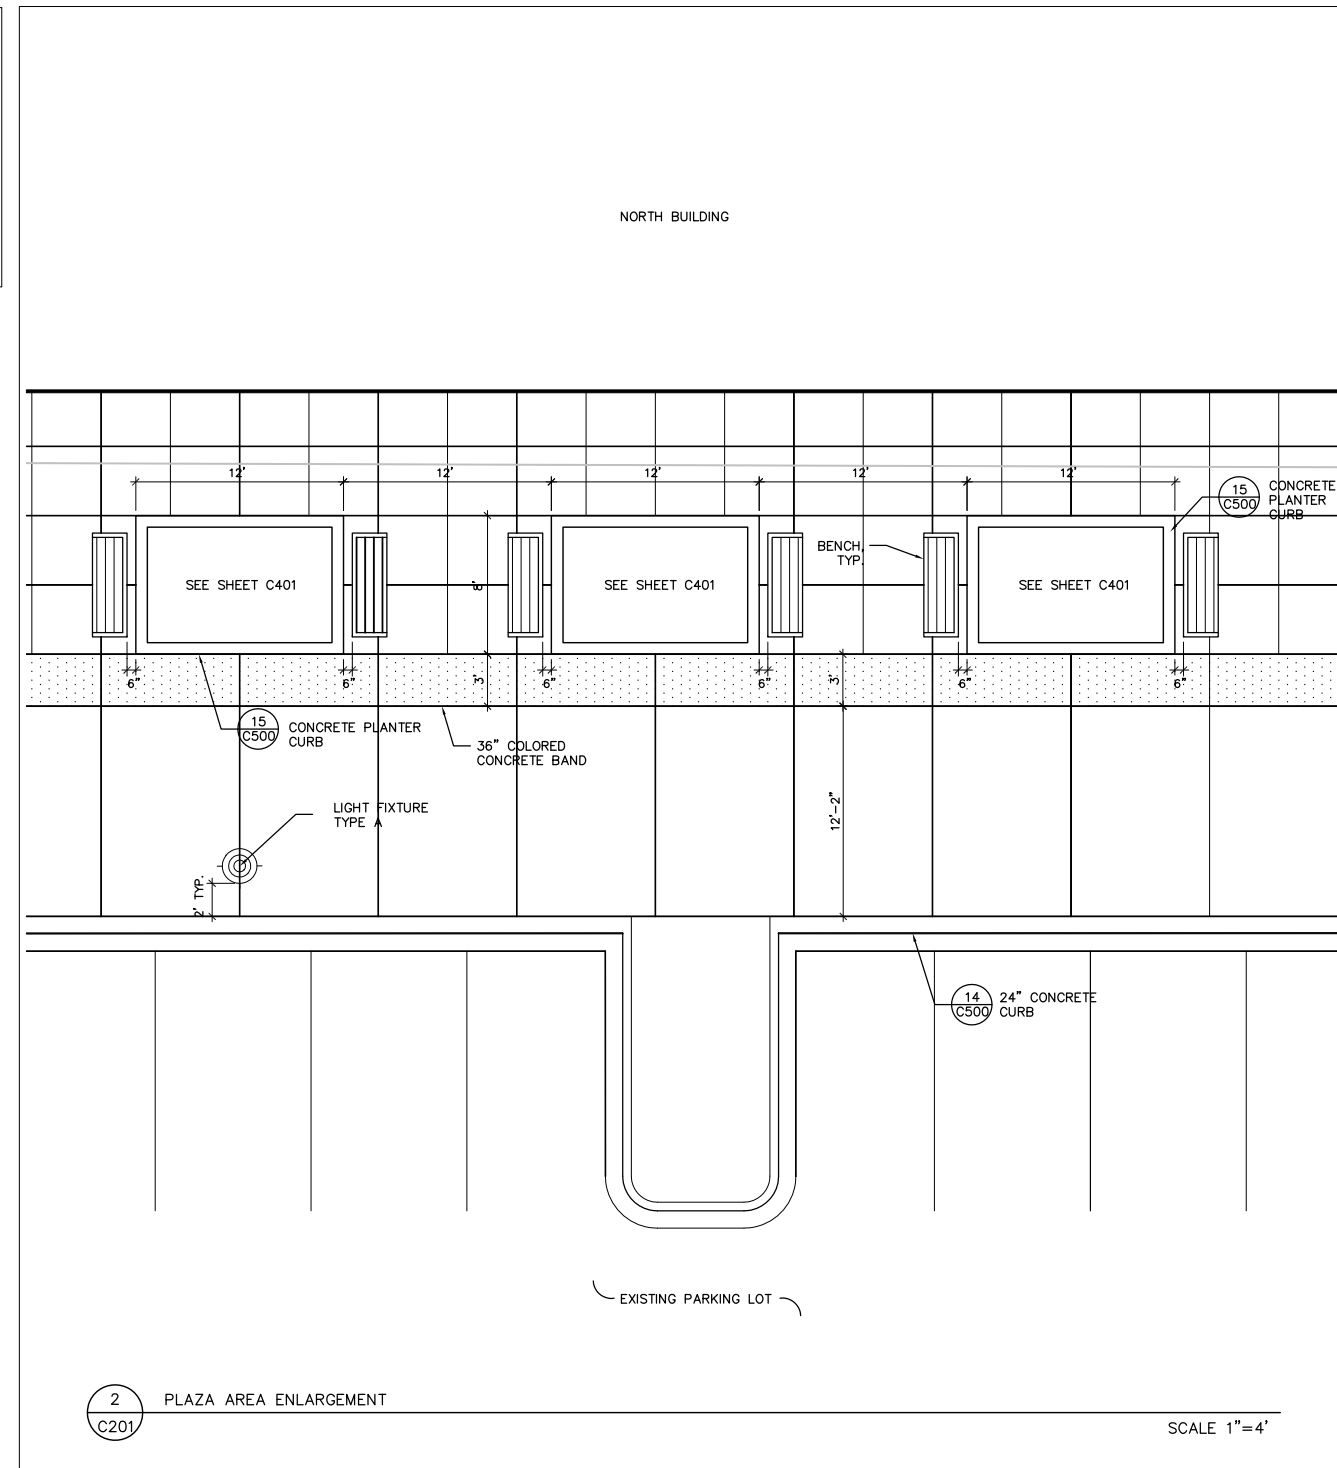 NORTH BUILDING
12'
12'
12'
12'
12'
15
C500
CONCRETE
PLANTER
CURB
BENCH,
TYP.
SEE SHEET C401
8'
SEE SHEET C401
SEE SHEET C401
6"
6"
3'
6"
6"
3'
6"
6"
15
C500
CONCRETE PLANTER
CURB
36" COLORED
CONCRETE BAND
LIGHT FIXTURE
TYPE A
12'-2"
2' TYP.
14
C500
24" CONCRETE
CURB
EXISTING PARKING LOT
2
C201
PLAZA AREA ENLARGEMENT
SCALE 1"=4'